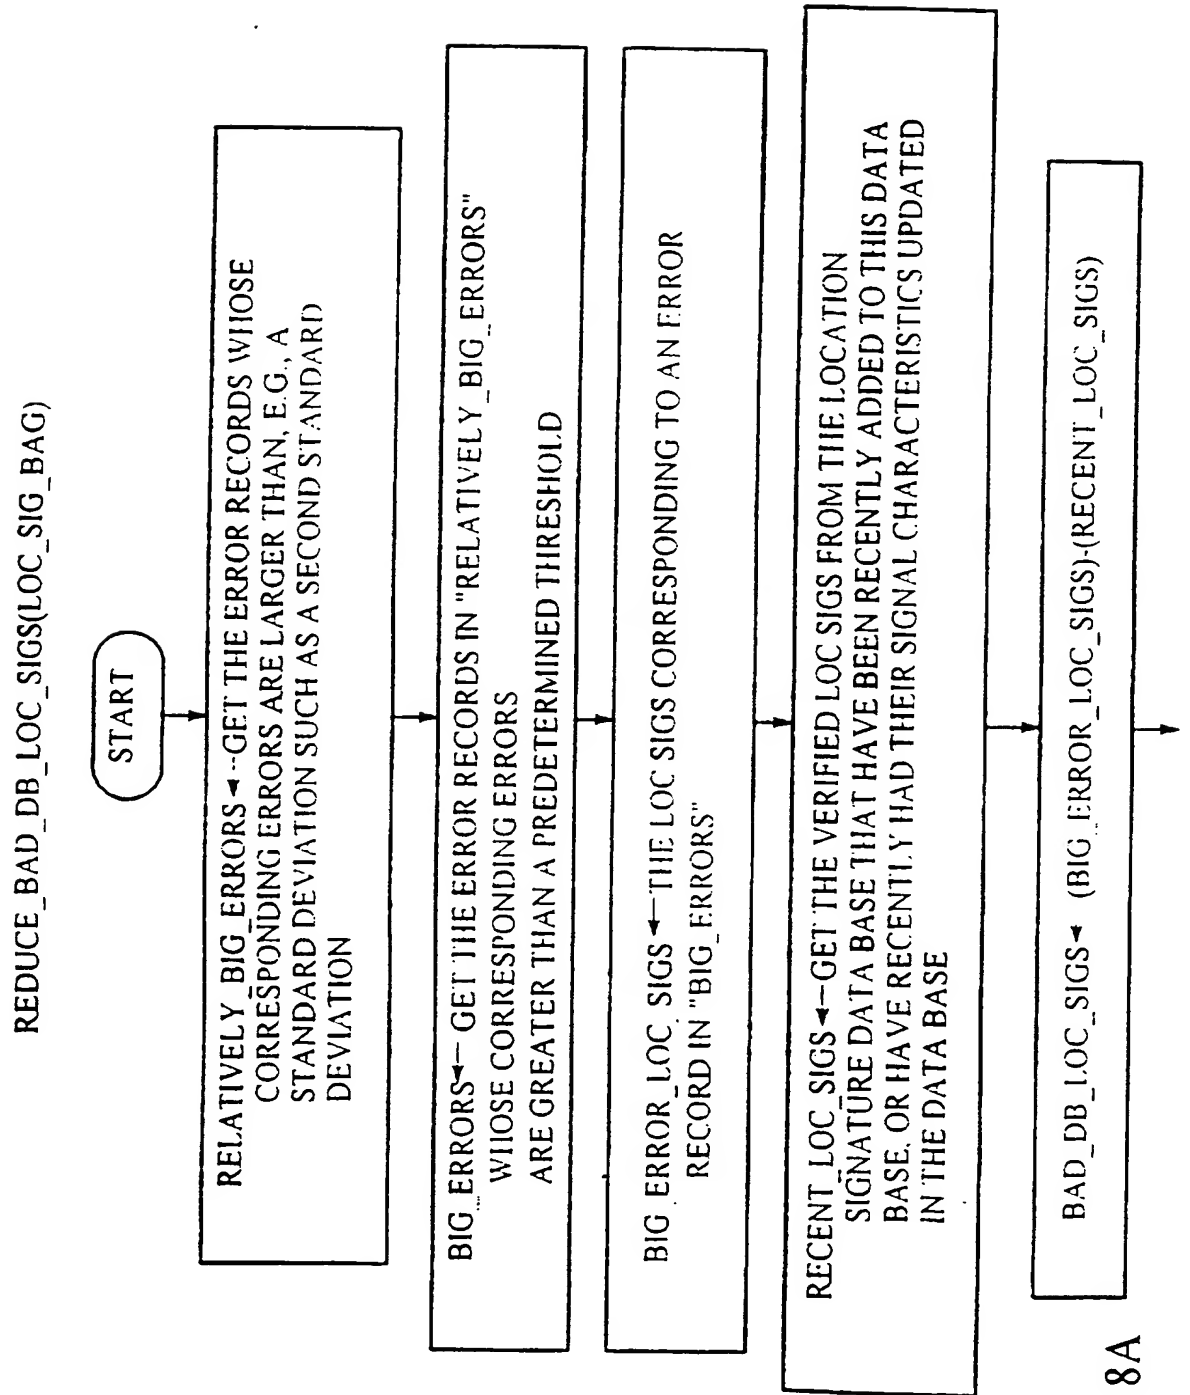 REDUCE_BAD_DB_LOC_SIGS(LOC_SIG_BAG)
START
RELATIVELY_BIG_ERRORS ◄--GET THE ERROR RECORDS WHOSE
CORRESPONDING ERRORS ARE LARGER THAN, E.G., A
STANDARD DEVIATION SUCH AS A SECOND STANDARD
DEVIATION
BIG_ERRORS◄— GET THE ERROR RECORDS IN "RELATIVELY_BIG_ERRORS"
WHOSE CORRESPONDING ERRORS
ARE GREATER THAN A PREDETERMINED THRESHOLD
BIG_ERROR_LOC_SIGS ◄—THE LOC SIGS CORRESPONDING TO AN ERROR
RECORD IN "BIG_ERRORS"
RECENT_LOC_SIGS◄—GET THE VERIFIED LOC SIGS FROM THE LOCATION
SIGNATURE DATA BASE THAT HAVE BEEN RECENTLY ADDED TO THIS DATA
BASE, OR HAVE RECENTLY HAD THEIR SIGNAL CHARACTERISTICS UPDATED
IN THE DATA BASE
BAD_DB_LOC_SIGS◄ (BIG_ERROR_LOC_SIGS)-(RECENT_LOC_SIGS)
8A